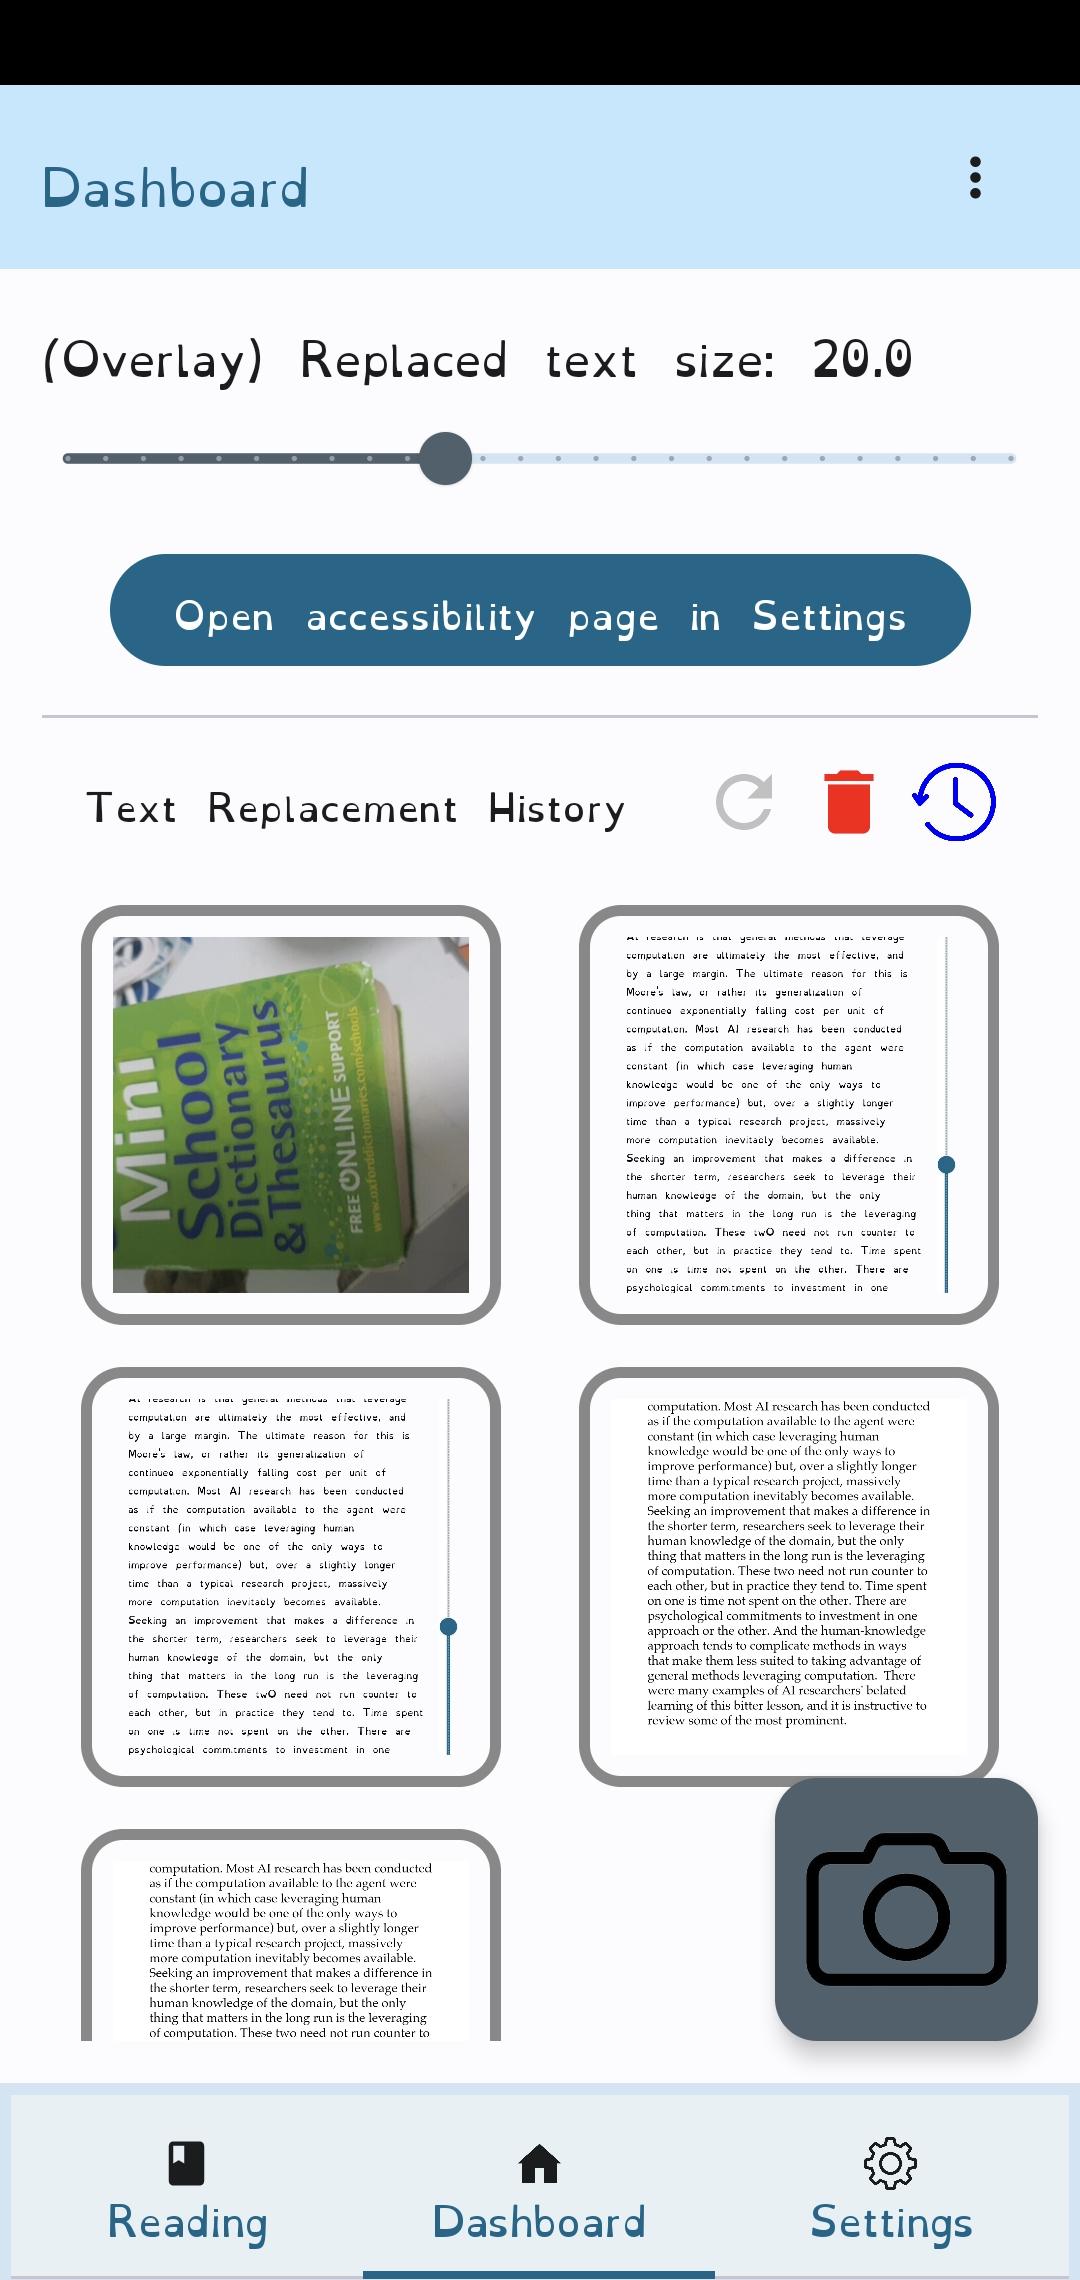 Dashboard
(Overlay) Replaced text size: 20.0
Open accessibility page in Settings
Text Replacement History
Mini
School
Dictionary
& Thesaurus
FREE ONLINE SUPPORT
www.oxforddictionaries.com/schools
AI research is that general methods that leverage
computation are ultimately the most effective, and
by a large margin. The ultimate reason for this is
Moore's law, or rather its generalization of
continued exponentially falling cost per unit of
computation. Most AI research has been conducted
as if the computation available to the agent were
constant (in which case leveraging human
knowledge would be one of the only ways to
improve performance) but, over a slightly longer
time than a typical research project, massively
more computation inevitably becomes available.
Seeking an improvement that makes a difference in
the shorter term, researchers seek to leverage their
human knowledge of the domain, but the only
thing that matters in the long run is the leveraging
of computation. These twO need not run counter to
each other, but in practice they tend to. Time spent
on one is time not spent on the other. There are
psychological commitments to investment in one
AI research is that general methods that leverage
computation are ultimately the most effective, and
by a large margin. The ultimate reason for this is
Moore's law, or rather its generalization of
continued exponentially falling cost per unit of
computation. Most AI research has been conducted
as if the computation available to the agent were
constant (in which case leveraging human
knowledge would be one of the only ways to
improve performance) but, over a slightly longer
time than a typical research project, massively
more computation inevitably becomes available.
Seeking an improvement that makes a difference in
the shorter term, researchers seek to leverage their
human knowledge of the domain, but the only
thing that matters in the long run is the leveraging
of computation. These twO need not run counter to
each other, but in practice they tend to. Time spent
on one is time not spent on the other. There are
psychological commitments to investment in one
computation. Most AI research has been conducted
as if the computation available to the agent were
constant (in which case leveraging human
knowledge would be one of the only ways to
improve performance) but, over a slightly longer
time than a typical research project, massively
more computation inevitably becomes available.
Seeking an improvement that makes a difference in
the shorter term, researchers seek to leverage their
human knowledge of the domain, but the only
thing that matters in the long run is the leveraging
of computation. These two need not run counter to
each other, but in practice they tend to. Time spent
on one is time not spent on the other. There are
psychological commitments to investment in one
approach or the other. And the human-knowledge
approach tends to complicate methods in ways
that make them less suited to taking advantage of
general methods leveraging computation. There
were many examples of AI researchers' belated
learning of this bitter lesson, and it is instructive to
review some of the most prominent.
computation. Most AI research has been conducted
as if the computation available to the agent were
constant (in which case leveraging human
knowledge would be one of the only ways to
improve performance) but, over a slightly longer
time than a typical research project, massively
more computation inevitably becomes available.
Seeking an improvement that makes a difference in
the shorter term, researchers seek to leverage their
human knowledge of the domain, but the only
thing that matters in the long run is the leveraging
of computation. These two need not run counter to
Reading
Dashboard
Settings